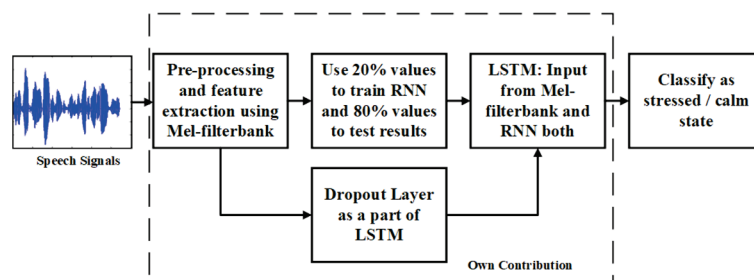 Speech Signals
Pre-processing
and feature
extraction using
Mel-filterbank
Use 20% values
to train RNN
and 80% values
to test results
LSTM: Input
from Mel-
filterbank and
RNN both
Classify as
stressed / calm
state
Dropout Layer
as a part of
LSTM
Own Contribution